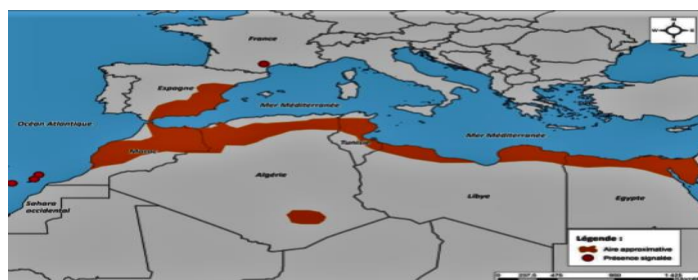 France
N
W
E
S
Espagne
Mer Méditerranée
Océan Atlantique
Mer Méditerranée
Tunisie
Maroc
Algérie
Libye
Egypte
Sahara
occidental
Légende :
Aire approximative
Présence signalée